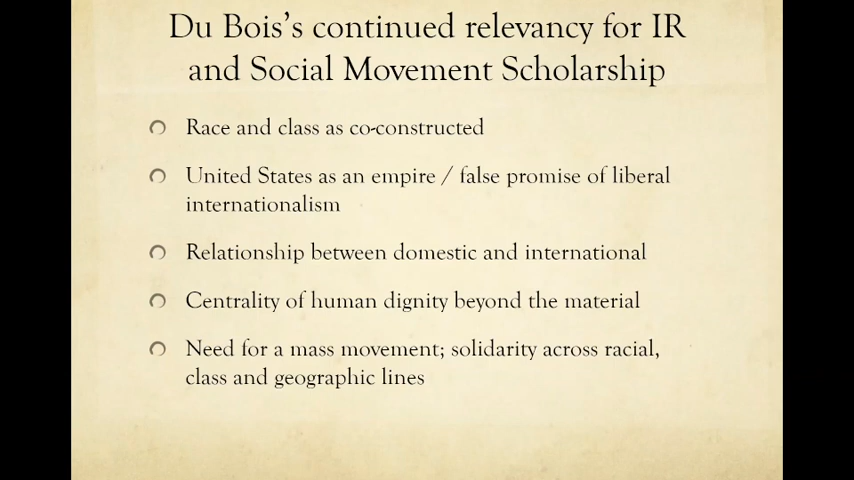 Du Bois's continued relevancy for IR
and Social Movement Scholarship
Race and class as co-constructed
United States as an empire / false promise of liberal
internationalism
Relationship between domestic and international
Centrality of human dignity beyond the material
Need for a mass movement; solidarity across racial,
class and geographic lines